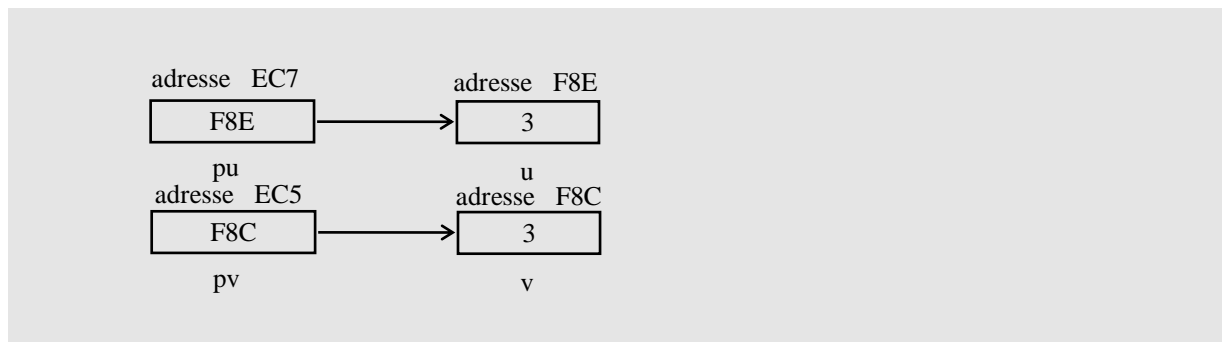 adresse EC7 adresse F8E
F8E 3
pu u
adresse EC5 adresse F8C
F8C 3
pv v